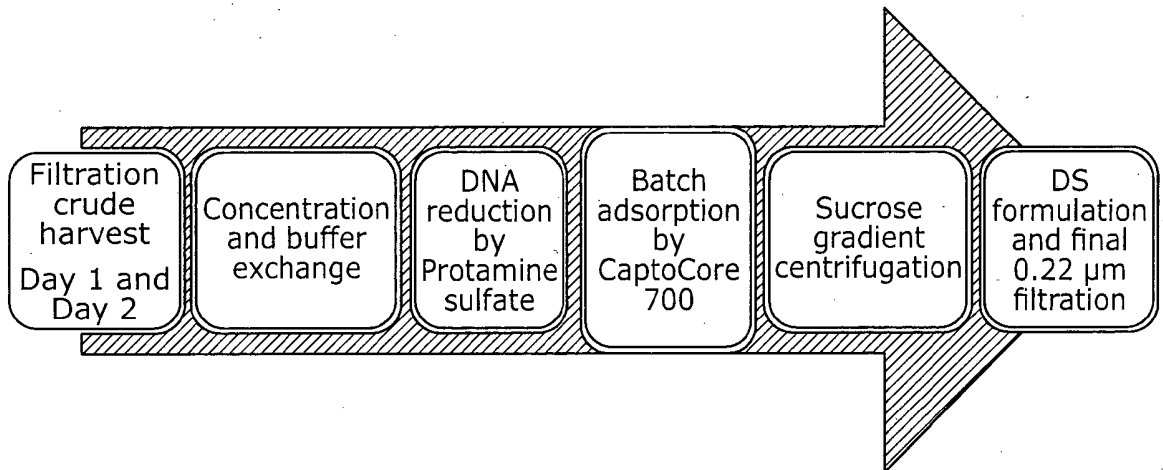 Filtration
crude
harvest
Day 1 and
Day 2
Concentration
and buffer
exchange
DNA
reduction
by
Protamine
sulfate
Batch
adsorption
by
CaptoCore
700
Sucrose
gradient
centrifugation
DS
formulation
and final
0.22 µm
filtration